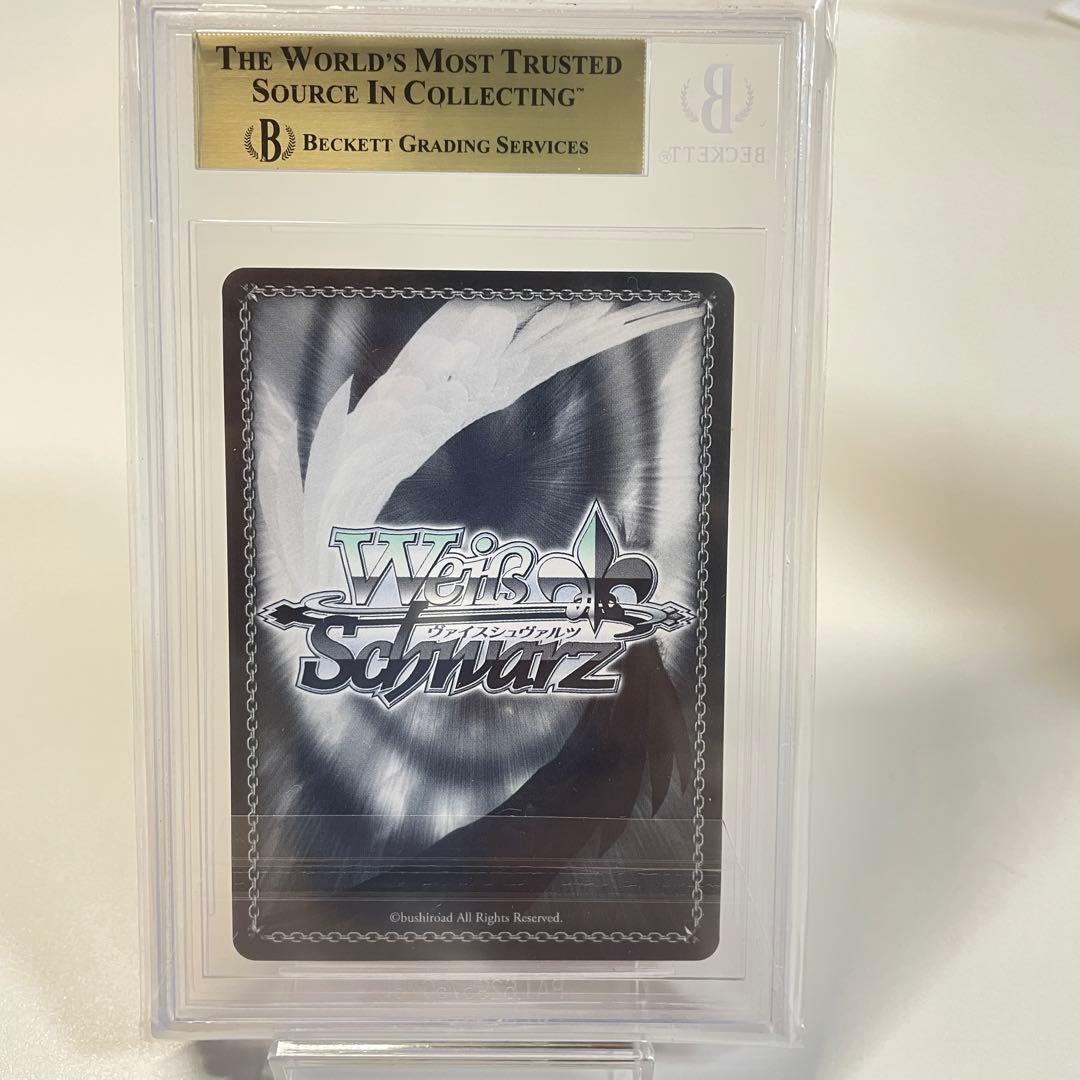 THE WORLD'S MOST TRUSTED
SOURCE IN COLLECTING™
B BECKETT GRADING SERVICES
B
BECKETT®
Weiß
ヴァイスシュヴァルツ
Schwarz
©bushiroad All Rights Reserved.